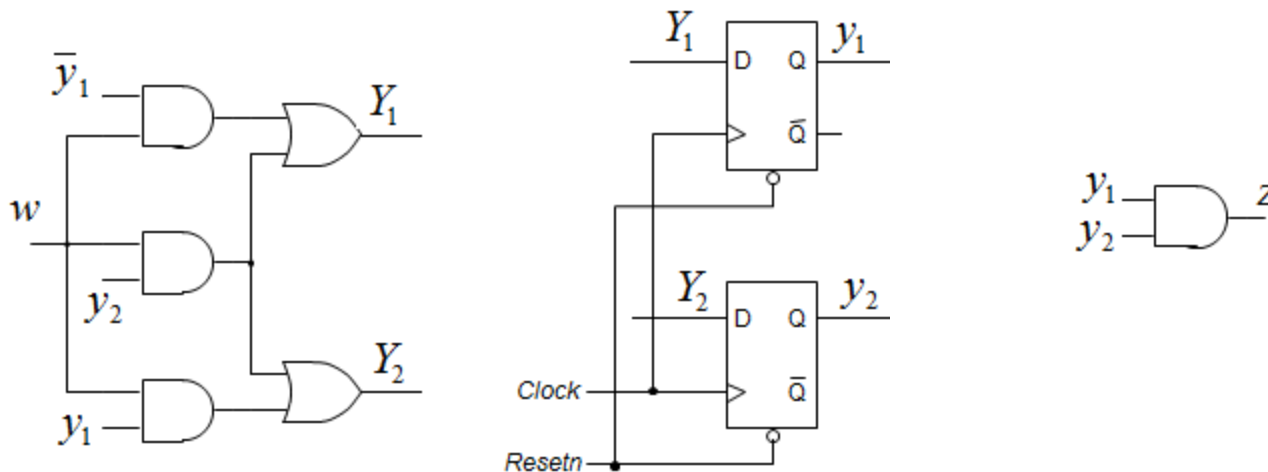 ȳ₁
Y₁
w
y₂
Y₂
y₁
Y₁
y₁
D
Q
Q̅
Y₂
y₂
D
Q
Clock
Q̅
Resetn
y₁
y₂
z